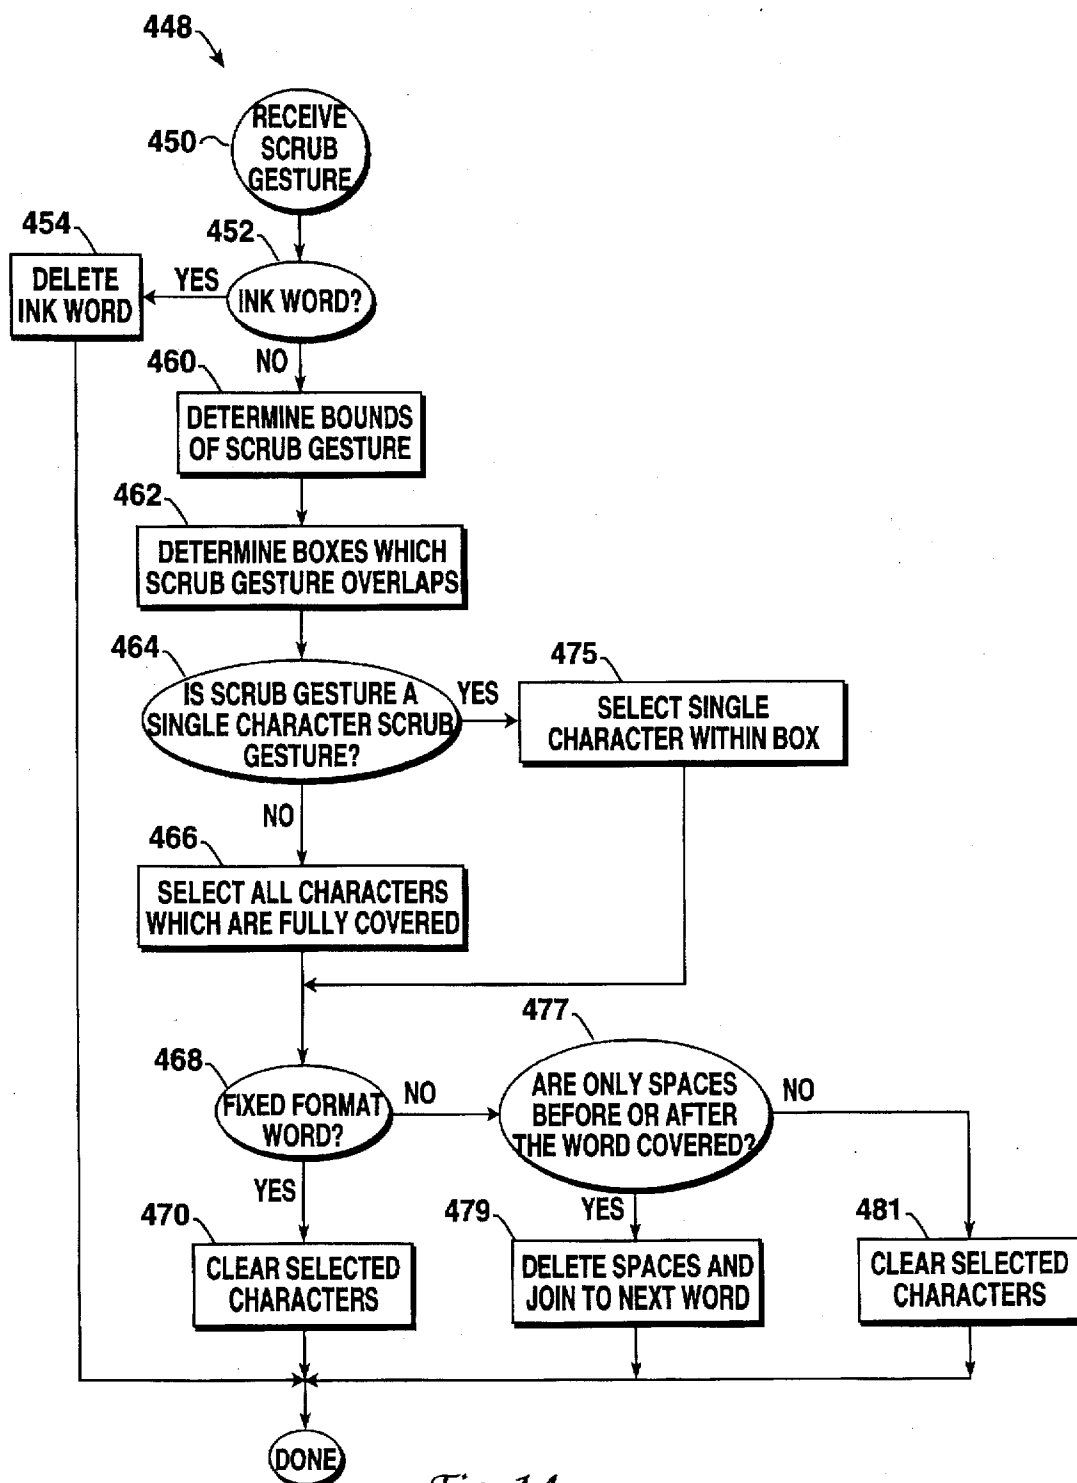 448
450
RECEIVE
SCRUB
GESTURE
454
452
DELETE
INK WORD
YES
INK WORD?
NO
460
DETERMINE BOUNDS
OF SCRUB GESTURE
462
DETERMINE BOXES WHICH
SCRUB GESTURE OVERLAPS
464
IS SCRUB GESTURE A
SINGLE CHARACTER SCRUB
GESTURE?
YES
475
SELECT SINGLE
CHARACTER WITHIN BOX
NO
466
SELECT ALL CHARACTERS
WHICH ARE FULLY COVERED
477
468
FIXED FORMAT
WORD?
NO
ARE ONLY SPACES
BEFORE OR AFTER
THE WORD COVERED?
NO
YES
470
CLEAR SELECTED
CHARACTERS
YES
479
DELETE SPACES AND
JOIN TO NEXT WORD
481
CLEAR SELECTED
CHARACTERS
DONE